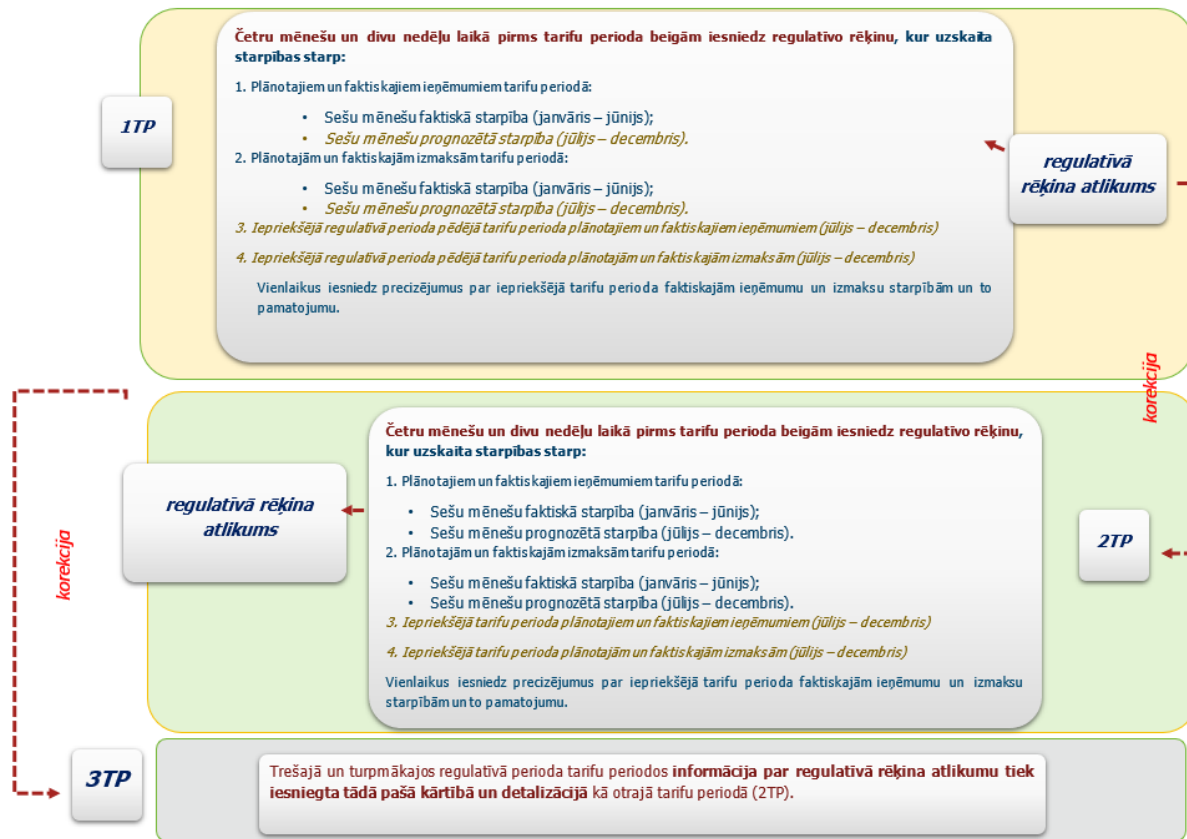 Četru mēnešu un divu nedēļu laikā pirms tarifu perioda beigām iesniedz regulatīvo rēķinu, kur uzskaita
starpības starp:
1. Plānotajiem un faktiskajiem ieņēmumiem tarifu periodā:
• Sešu mēnešu faktiskā starpība (janvāris – jūnijs);
• Sešu mēnešu prognozētā starpība (jūlijs – decembris).
2. Plānotajām un faktiskajām izmaksām tarifu periodā:
• Sešu mēnešu faktiskā starpība (janvāris – jūnijs);
• Sešu mēnešu prognozētā starpība (jūlijs – decembris).
3. Iepriekšējā regulatīvā perioda pēdējā tarifu perioda plānotajiem un faktiskajiem ieņēmumiem (jūlijs – decembris)
4. Iepriekšējā regulatīvā perioda pēdējā tarifu perioda plānotajām un faktiskajām izmaksām (jūlijs – decembris)
Vienlaikus iesniedz precizējumus par iepriekšējā tarifu perioda faktiskajām ieņēmumu un izmaksu starpībām un to
pamatojumu.
1TP
regulatīvā
rēķina atlikums
korekcija
Četru mēnešu un divu nedēļu laikā pirms tarifu perioda beigām iesniedz regulatīvo rēķinu,
kur uzskaita starpības starp:
1. Plānotajiem un faktiskajiem ieņēmumiem tarifu periodā:
• Sešu mēnešu faktiskā starpība (janvāris – jūnijs);
• Sešu mēnešu prognozētā starpība (jūlijs – decembris).
2. Plānotajām un faktiskajām izmaksām tarifu periodā:
• Sešu mēnešu faktiskā starpība (janvāris – jūnijs);
• Sešu mēnešu prognozētā starpība (jūlijs – decembris).
3. Iepriekšējā tarifu perioda plānotajiem un faktiskajiem ieņēmumiem (jūlijs – decembris)
4. Iepriekšējā tarifu perioda plānotajām un faktiskajām izmaksām (jūlijs – decembris)
Vienlaikus iesniedz precizējumus par iepriekšējā tarifu perioda faktiskajām ieņēmumu un izmaksu
starpībām un to pamatojumu.
regulatīvā rēķina
atlikums
2TP
korekcija
3TP
Trešajā un turpmākajos regulatīvā perioda tarifu periodos informācija par regulatīvā rēķina atlikumu tiek
iesniegta tādā pašā kārtībā un detalizācijā kā otrajā tarifu periodā (2TP).